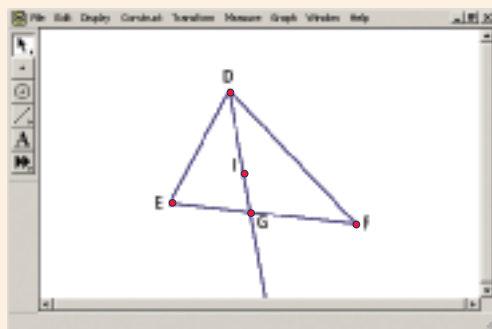 File Edit Display Construct Transform Measure Graph Window Help
A
D
I
E
G
F